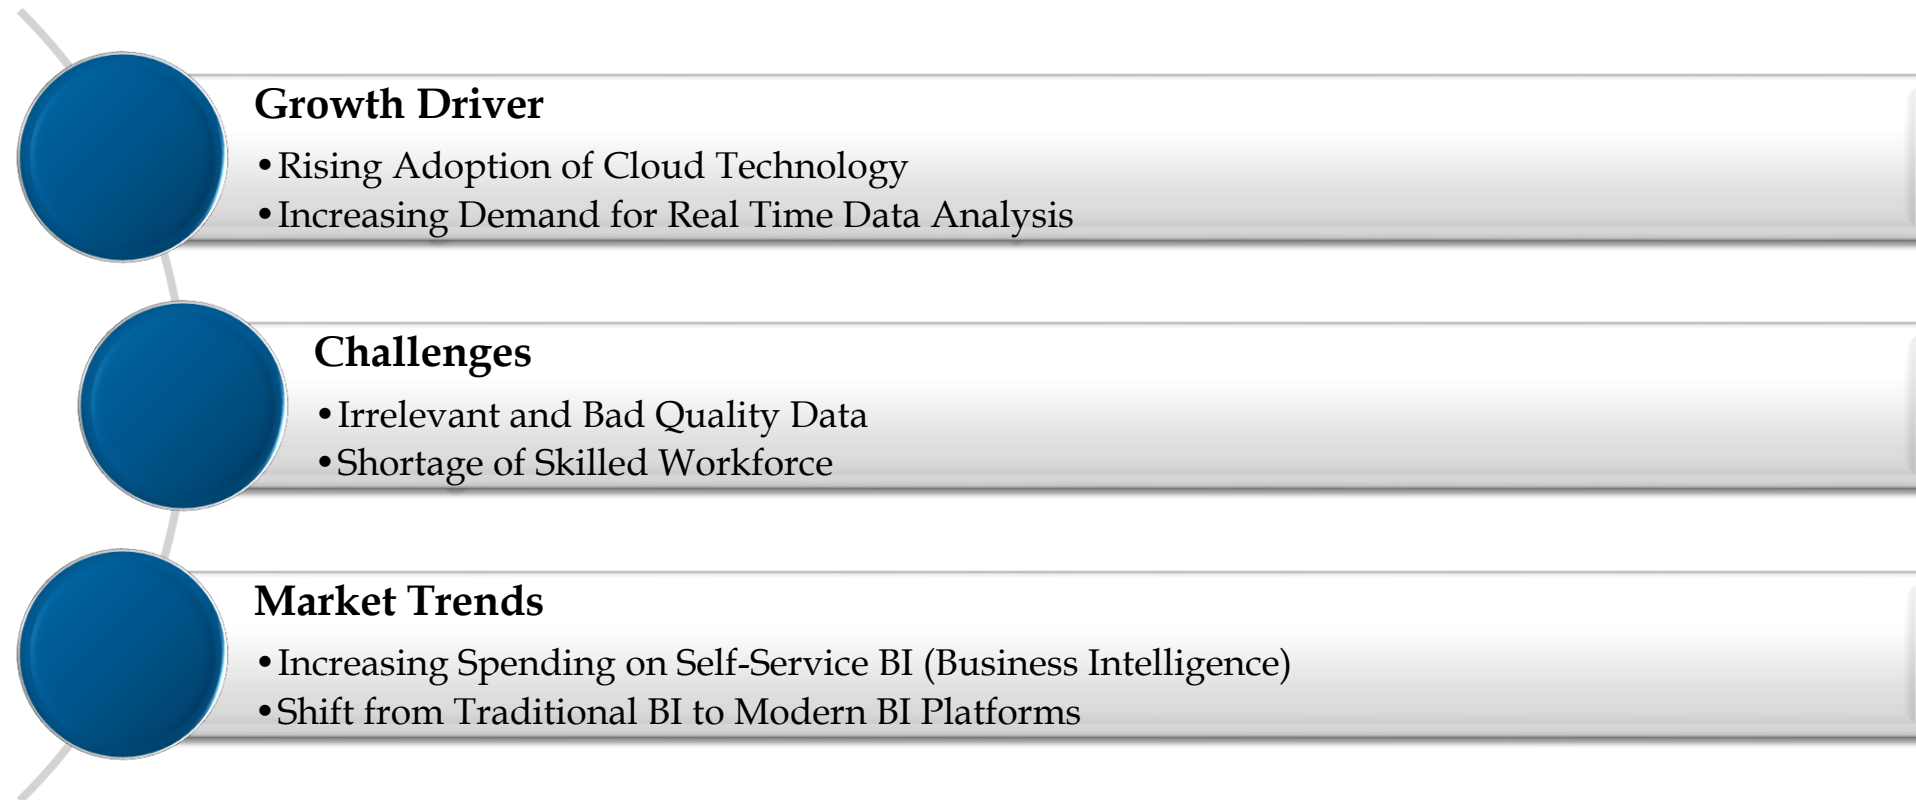 Growth Driver
•Rising Adoption of Cloud Technology
•Increasing Demand for Real Time Data Analysis
Challenges
•Irrelevant and Bad Quality Data
•Shortage of Skilled Workforce
Market Trends
•Increasing Spending on Self-Service BI (Business Intelligence)
•Shift from Traditional BI to Modern BI Platforms